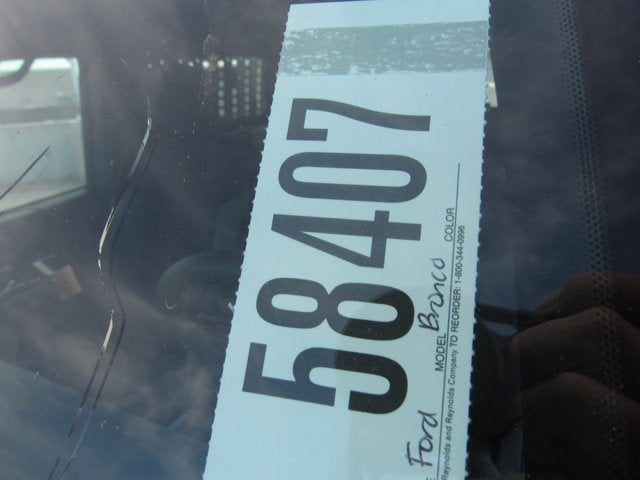 58407
Ford MODEL Bronco COLOR
Reynolds and Reynolds Company TO REORDER: 1-800-344-0996